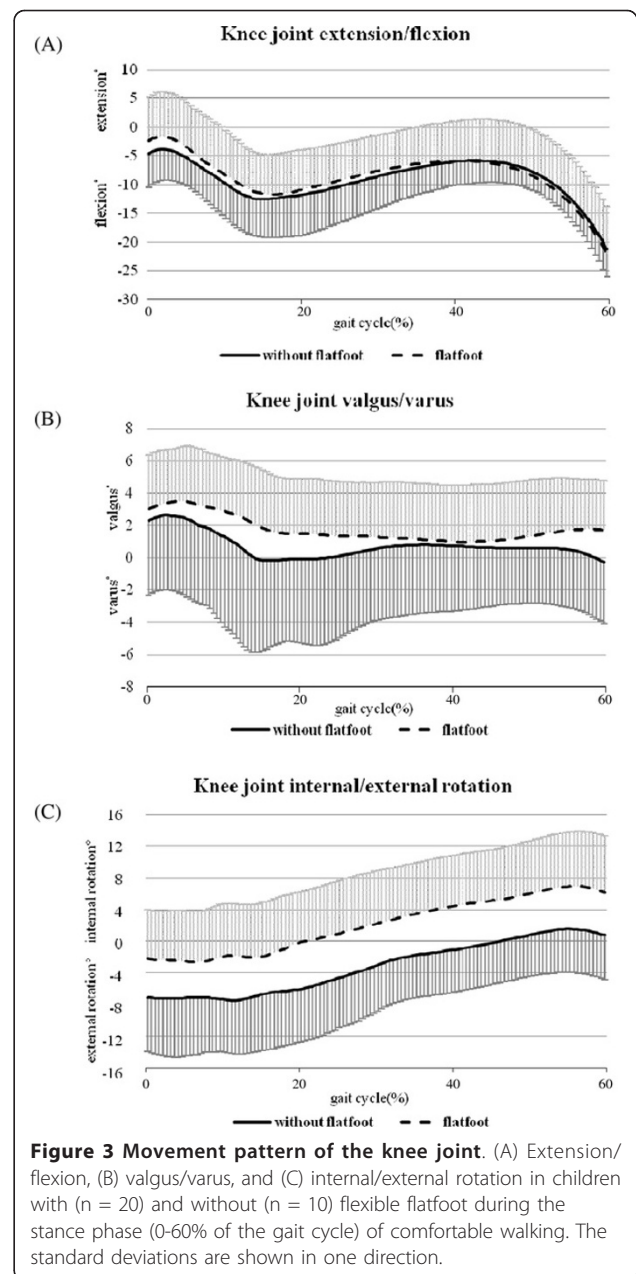 (A)
Knee joint extension/flexion
extension°
flexion°
10
5
0
-5
-10
-15
-20
-25
-30
0 20 40 60
gait cycle(%)
without flatfoot flatfoot
(B)
Knee joint valgus/varus
valgus°
varus°
8
6
4
2
0
-2
-4
-6
-8
0 20 40 60
gait cycle(%)
without flatfoot flatfoot
Knee joint internal/external rotation
(C)
internal rotation°
external rotation°
16
12
8
4
0
-4
-8
-12
-16
0 20 40 60
gait cycle(%)
without flatfoot flatfoot
Figure 3 Movement pattern of the knee joint. (A) Extension/
flexion, (B) valgus/varus, and (C) internal/external rotation in children
with (n = 20) and without (n = 10) flexible flatfoot during the
stance phase (0-60% of the gait cycle) of comfortable walking. The
standard deviations are shown in one direction.